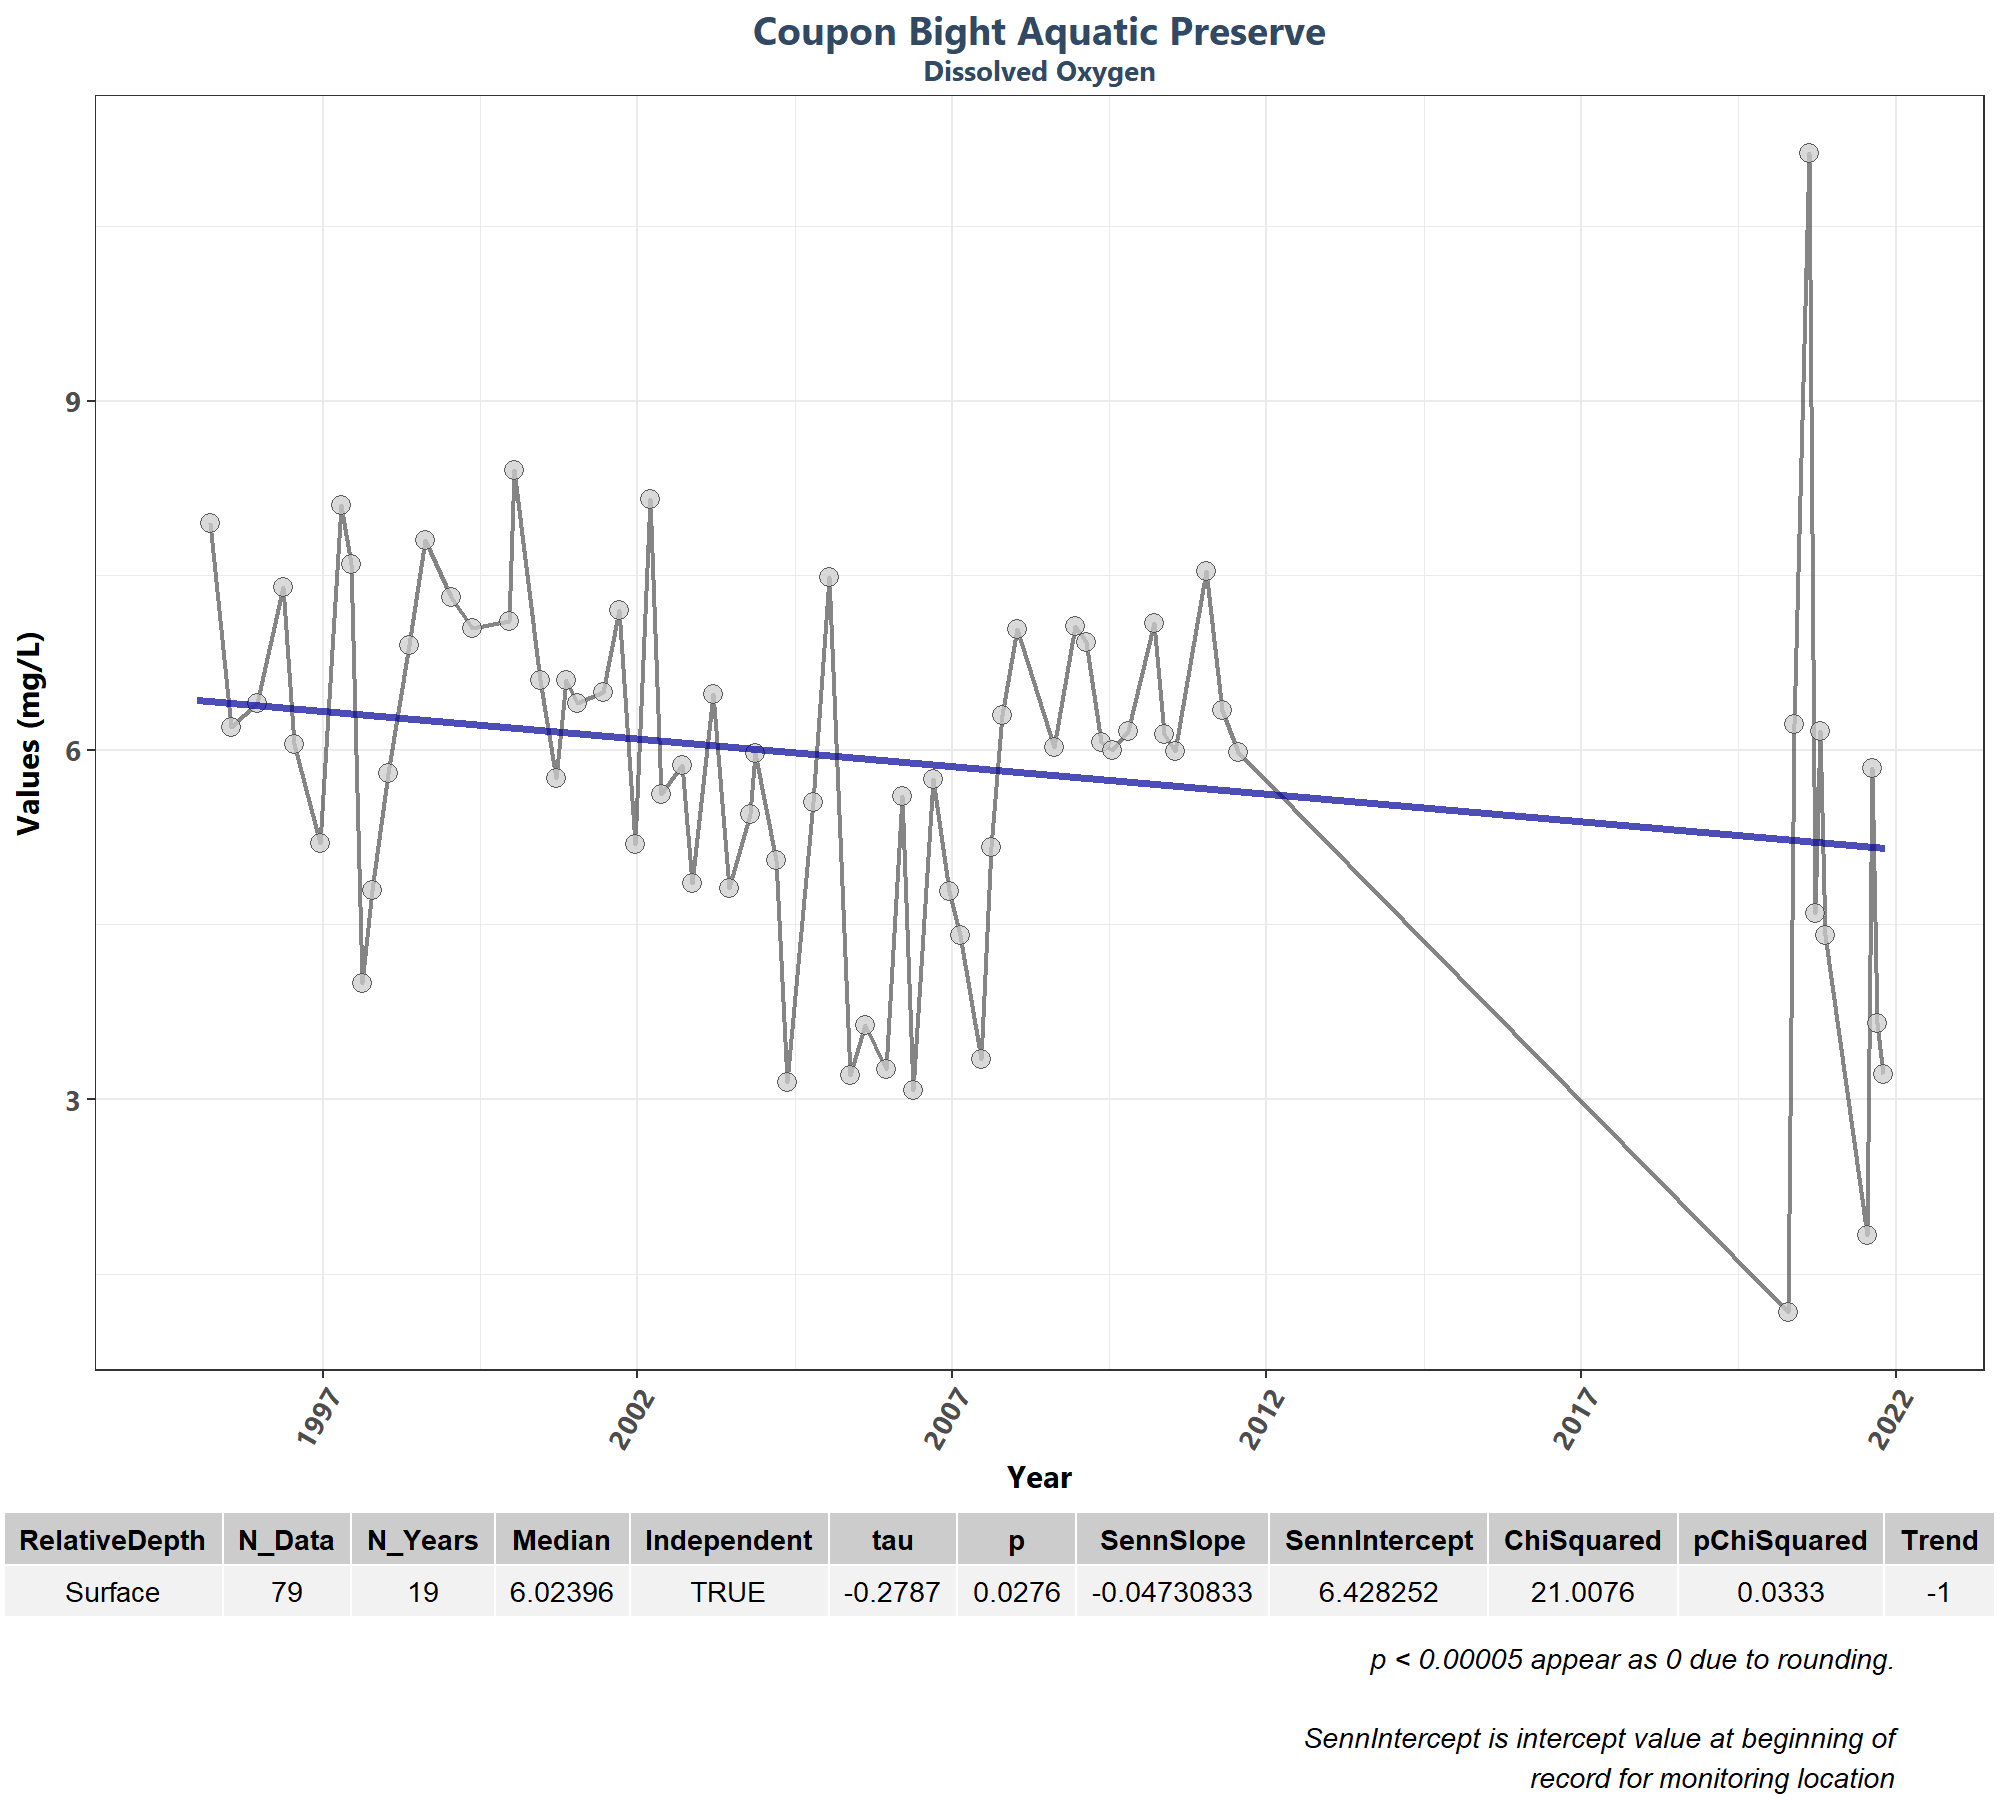 Coupon Bight Aquatic Preserve
Dissolved Oxygen
Values (mg/L)
9
6
3
1997 2002 2007 2012 2017 2022
Year
RelativeDepth N_Data N_Years Median Independent tau p SennSlope SennIntercept ChiSquared pChiSquared Trend
Surface 79 19 6.02396 TRUE -0.2787 0.0276 -0.04730833 6.428252 21.0076 0.0333 -1
p < 0.00005 appear as 0 due to rounding.
SennIntercept is intercept value at beginning of
record for monitoring location